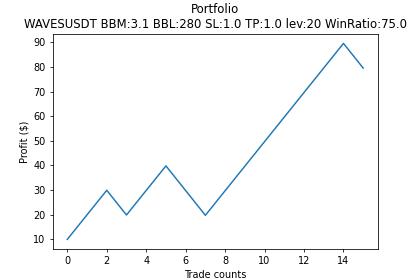 Portfolio
WAVESUSDT BBM:3.1 BBL:280 SL:1.0 TP:1.0 lev:20 WinRatio:75.0
90
80
70
60
50
40
30
20
10
Profit ($)
0 2 4 6 8 10 12 14
Trade counts